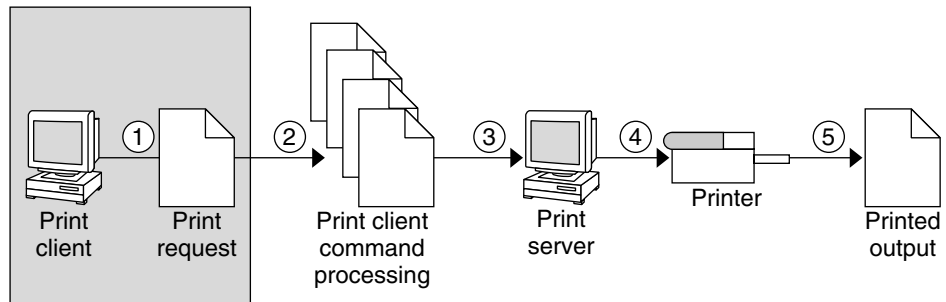 1
2
3
4
5
Print
client
Print
request
Print client
command
processing
Print
server
Printer
Printed
output